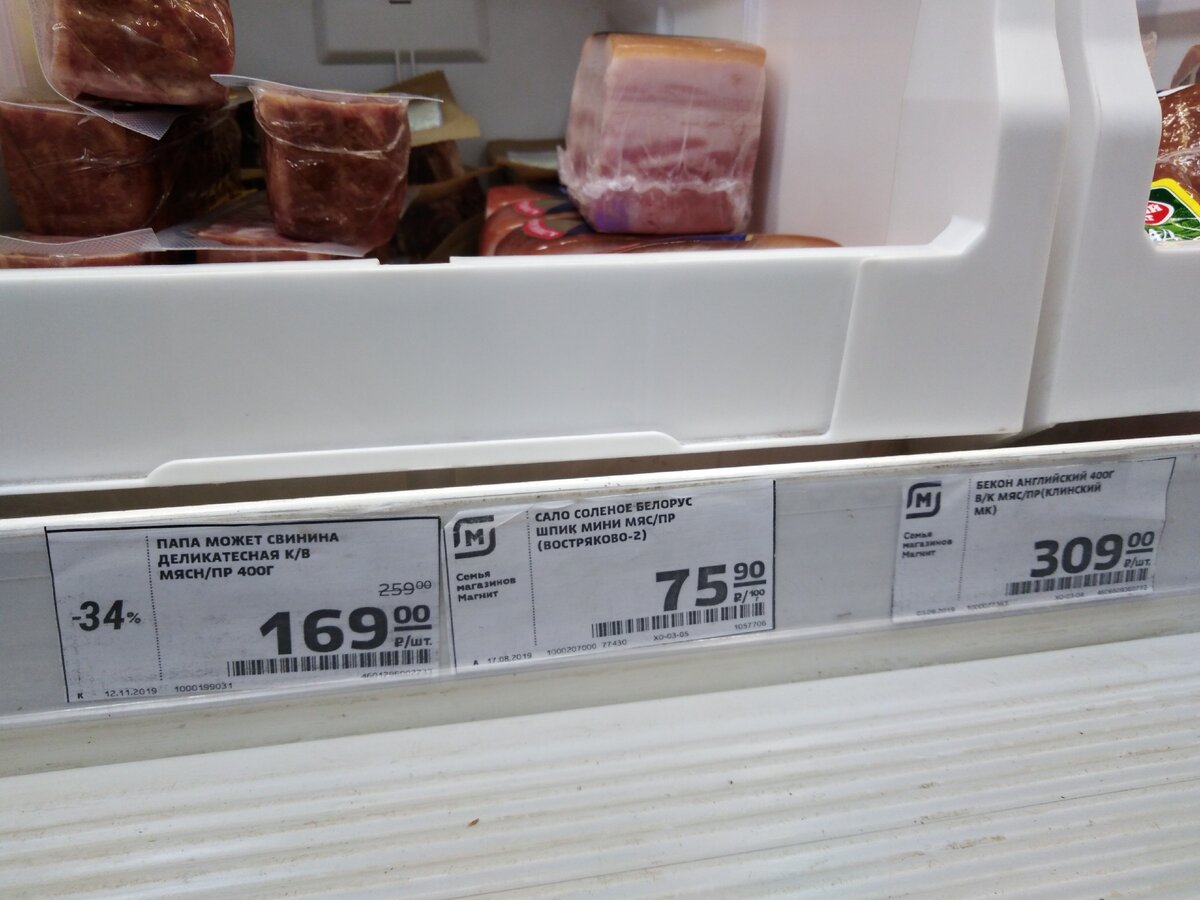 ПАПА МОЖЕТ СВИНИНА
ДЕЛИКАТЕСНАЯ К/В
МЯСН/ПР 400Г
-34%
259 00
169 00
₽/шт.
К 12.11.2019 1000199031
М
Семья
магазинов
Магнит
САЛО СОЛЕНОЕ БЕЛОРУС
ШПИК МИНИ МЯС/ПР
(ВОСТРЯКОВО-2)
75 90
₽/100
1057706
ХО-03-05
А 17.08.2019 1000207000 77430
М
Семья
магазинов
Магнит
БЕКОН АНГЛИЙСКИЙ 400Г
В/К МЯС/ПР(КЛИНСКИЙ
МК)
309 00
₽/шт.